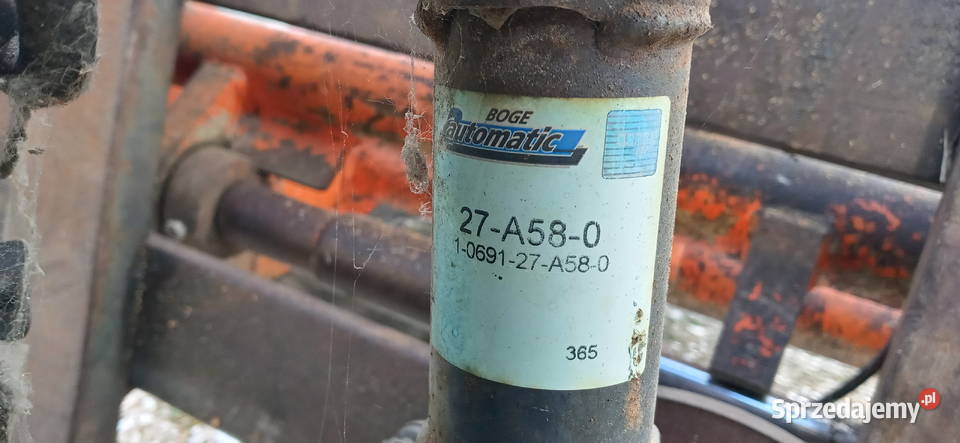 BOGE
automatic
27-A58-0
1-0691-27-A58-0
365
Sprzedajemy.pl